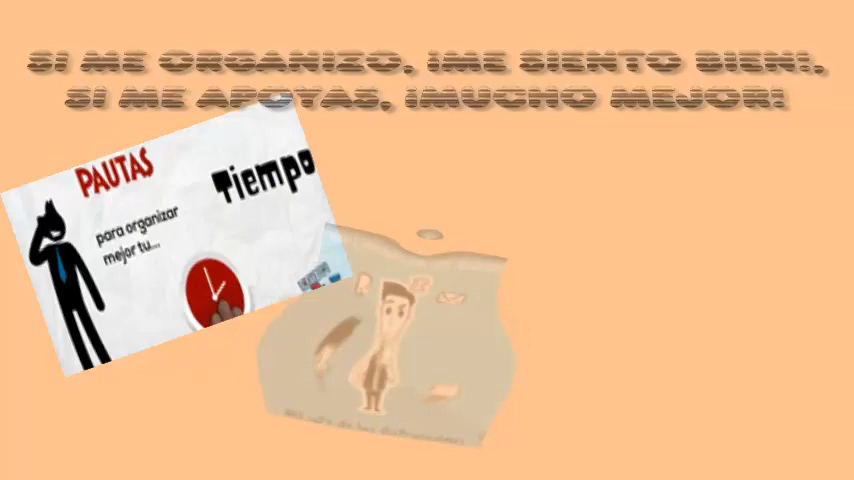 SI ME ORGANIZO, ¡ME SIENTO BIEN!,
SI ME APOYAS, ¡MUCHO MEJOR!
PAUTAS
Tiempo
para organizar
mejor tu...